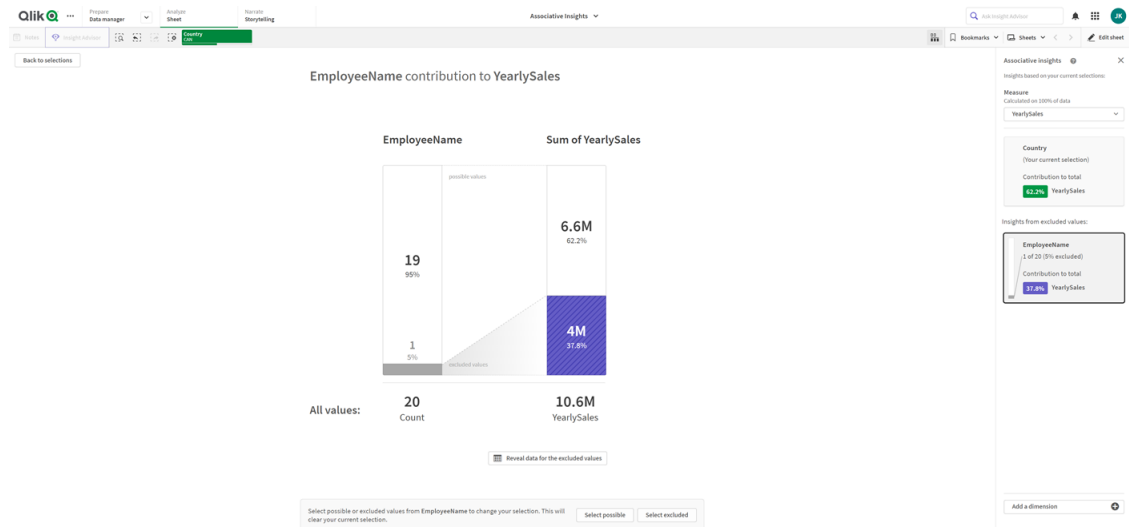 Qlik
Prepare
Data manager
Analyze
Sheet
Narrate
Storytelling
Associative Insights
Ask Insight Advisor
JK
Notes
Insight Advisor
Country
CAN
Bookmarks
Sheets
Edit sheet
Back to selections
EmployeeName contribution to YearlySales
EmployeeName
Sum of YearlySales
possible values
6.6M
62.2%
19
95%
4M
37.8%
1
5%
excluded values
All values:
20
Count
10.6M
YearlySales
Reveal data for the excluded values
Select possible or excluded values from EmployeeName to change your selection. This will
clear your current selection.
Select possible
Select excluded
Associative insights
Insights based on your current selections:
Measure
Calculated on 100% of data
YearlySales
Country
(Your current selection)
Contribution to total
62.2% YearlySales
Insights from excluded values:
EmployeeName
1 of 20 (5% excluded)
Contribution to total
37.8% YearlySales
Add a dimension